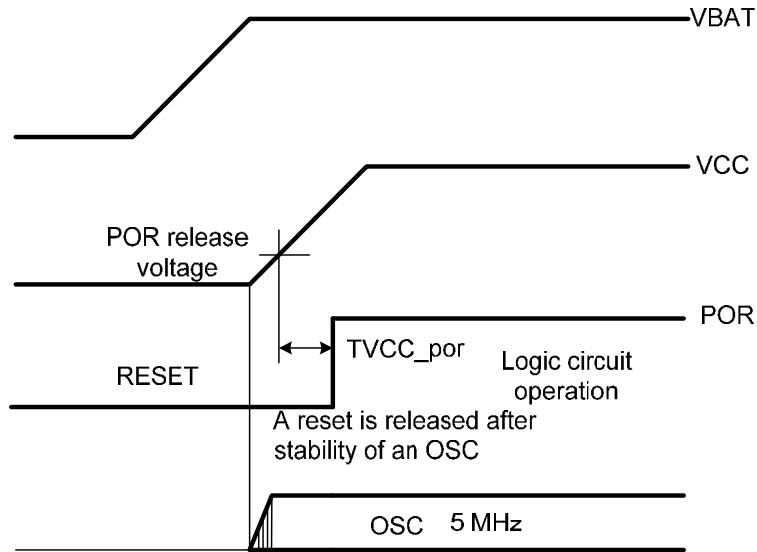 VBAT
VCC
POR release
voltage
POR
TVCC_por
RESET
Logic circuit
operation
A reset is released after
stability of an OSC
OSC 5 MHz